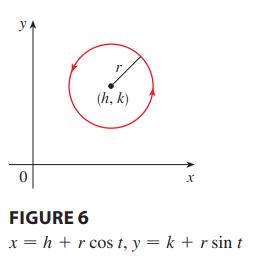 y
r
(h, k)
0
x
FIGURE 6
x = h + r cos t, y = k + r sin t